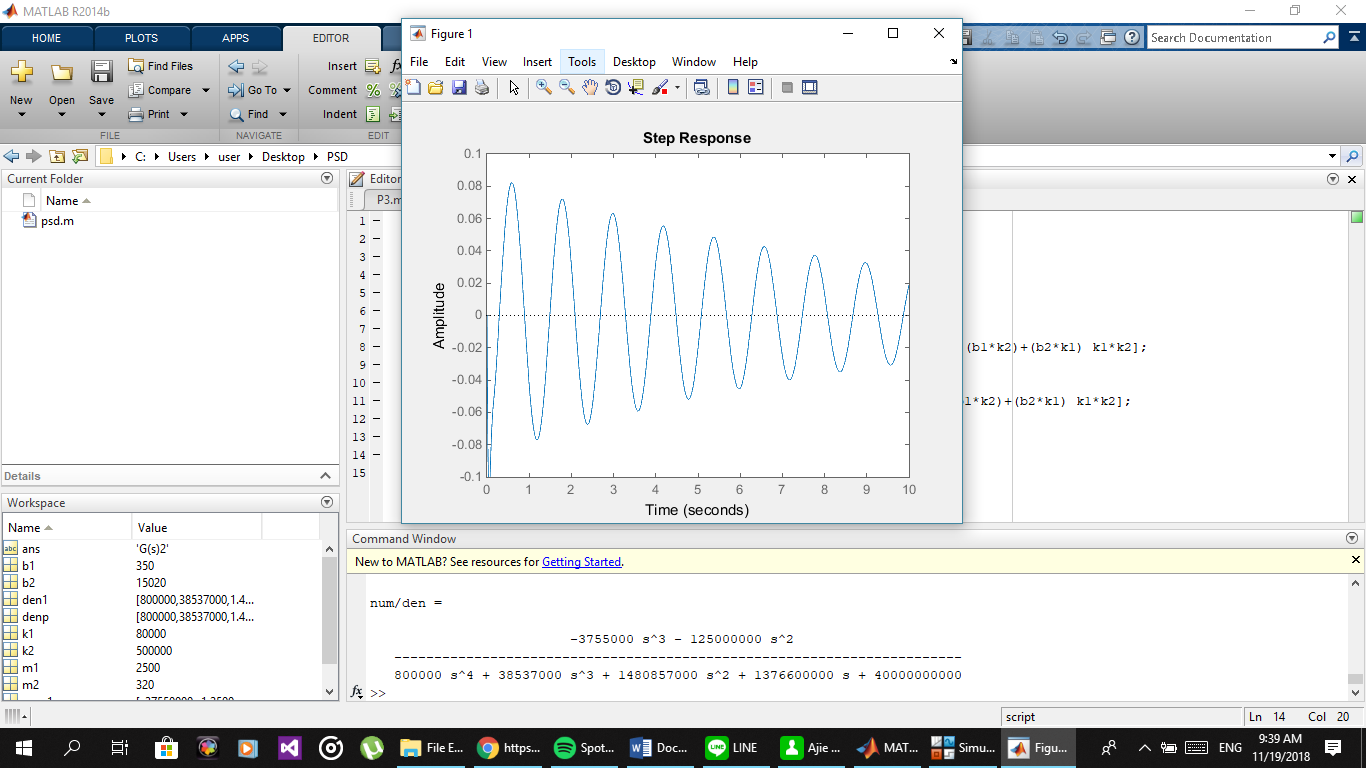 MATLAB R2014b
HOME PLOTS APPS EDITOR
Search Documentation
New Open Save
Find Files
Compare
Print
FILE
Go To
Find
NAVIGATE
Insert
Comment
Indent
EDIT
C: Users user Desktop PSD
Current Folder
Name
psd.m
Details
Workspace
Name Value
ans 'G(s)2'
b1 350
b2 15020
den1 [800000,38537000,1.4...
denp [800000,38537000,1.4...
k1 80000
k2 500000
m1 2500
m2 320
Editor
P3.m
1
2
3
4
5
6
7
8
9
10
11
12
13
14
15
(b1*k2)+(b2*k1) k1*k2];
1*k2)+(b2*k1) k1*k2];
Figure 1
File Edit View Insert Tools Desktop Window Help
Step Response
Amplitude
0.1
0.08
0.06
0.04
0.02
0
-0.02
-0.04
-0.06
-0.08
-0.1
0 1 2 3 4 5 6 7 8 9 10
Time (seconds)
Command Window
New to MATLAB? See resources for Getting Started.
num/den =
-3755000 s^3 - 125000000 s^2
----------------------------------------------------------------------
800000 s^4 + 38537000 s^3 + 1480857000 s^2 + 1376600000 s + 40000000000
fx >>
script Ln 14 Col 20
File E... https... Spot... Doc... LINE Ajie ... MAT... Simu... Figu...
ENG
9:39 AM
11/19/2018